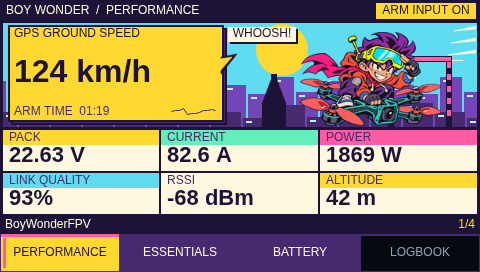 BOY WONDER / PERFORMANCE
ARM INPUT ON
GPS GROUND SPEED
WHOOSH!
124 km/h
ARM TIME 01:19
PACK
CURRENT
POWER
22.63 V
82.6 A
1869 W
LINK QUALITY
RSSI
ALTITUDE
93%
-68 dBm
42 m
BoyWonderFPV
1/4
PERFORMANCE
ESSENTIALS
BATTERY
LOGBOOK